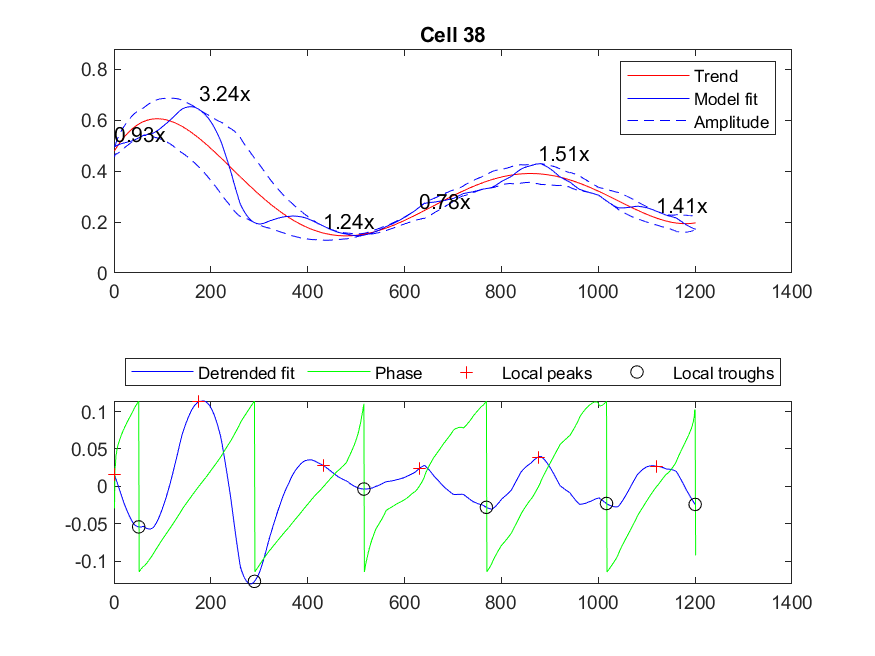 Cell 38
0.8
0.6
0.4
0.2
0
0.93x
3.24x
1.24x
0.78x
1.51x
1.41x
Trend
Model fit
Amplitude
0 200 400 600 800 1000 1200 1400
Detrended fit Phase Local peaks Local troughs
0.1
0.05
0
-0.05
-0.1
0 200 400 600 800 1000 1200 1400